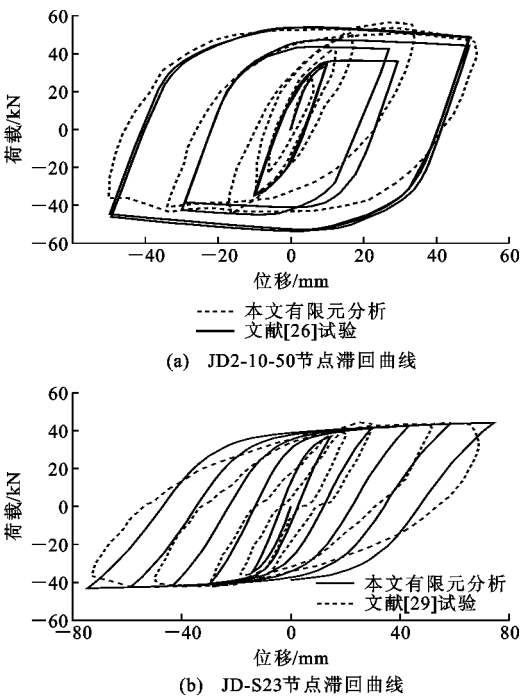 60
40
20
0
−20
−40
−60
荷载/kN
−40 −20 0 20 40 60
位移/mm
本文有限元分析
文献[26]试验
(a) JD2-10-50节点滞回曲线
60
40
20
0
−20
−40
−60
荷载/kN
本文有限元分析
文献[29]试验
−80 −40 0 40 80
位移/mm
(b) JD-S23节点滞回曲线